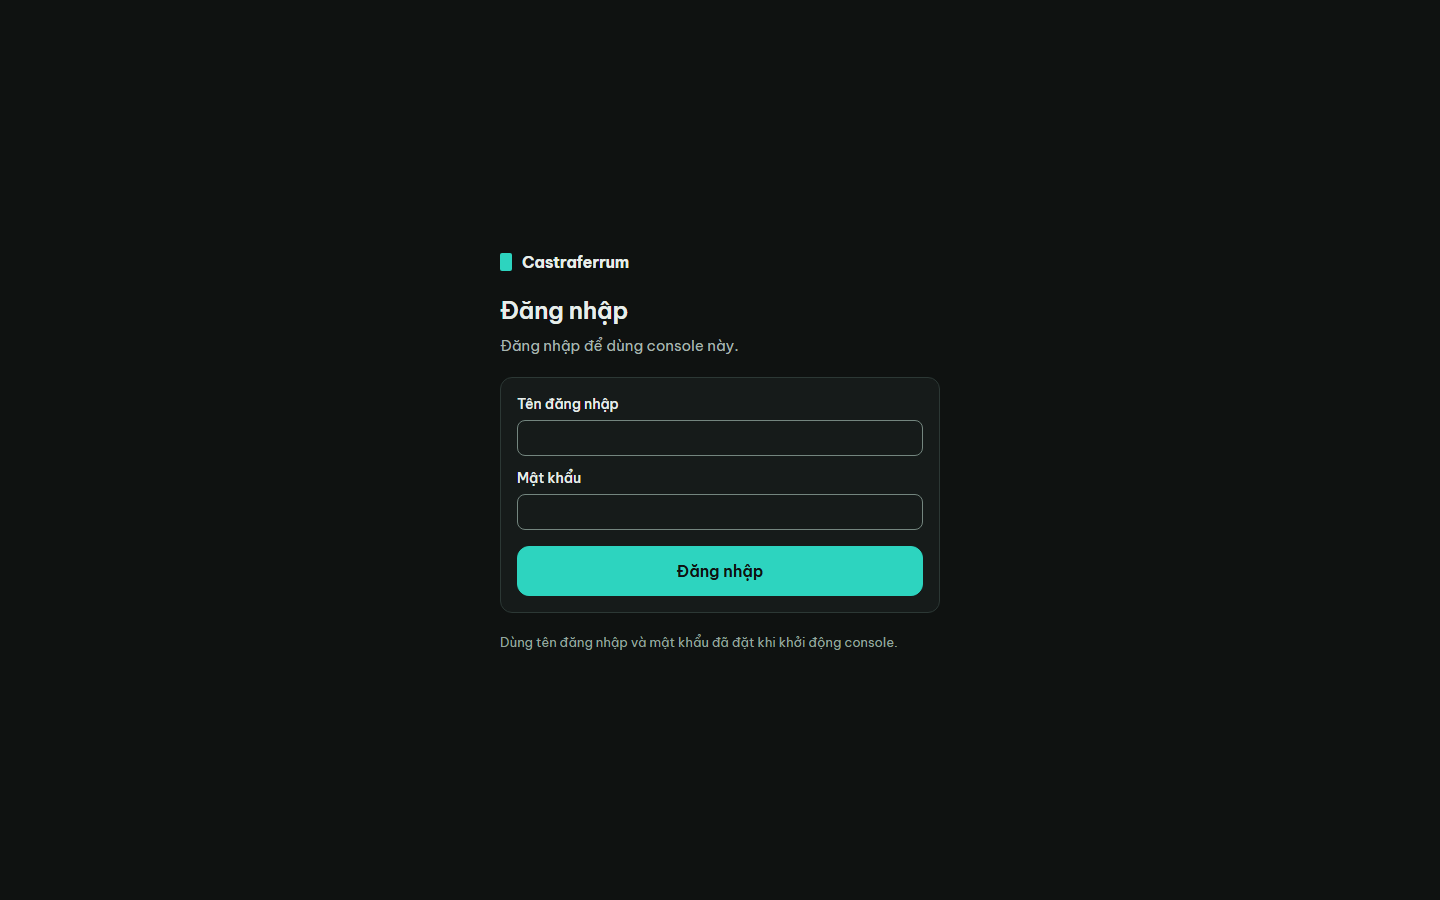 Castraferrum
Đăng nhập
Đăng nhập để dùng console này.
Tên đăng nhập
Mật khẩu
Đăng nhập
Dùng tên đăng nhập và mật khẩu đã đặt khi khởi động console.